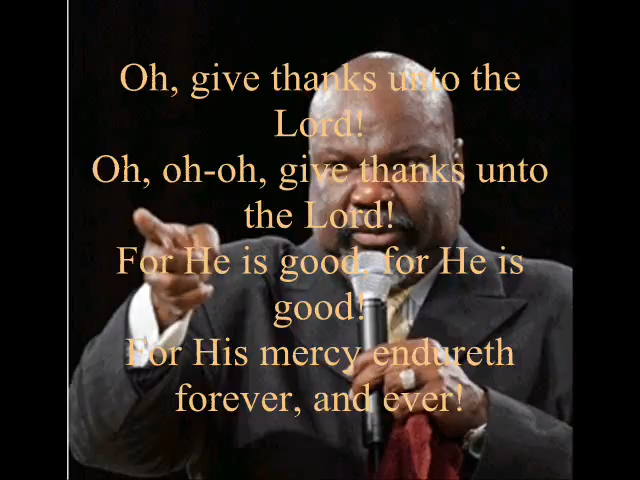 Oh, give thanks unto the
Lord!
Oh, oh-oh, give thanks unto
the Lord!
For He is good, for He is
good!
For His mercy endureth
forever, and ever!